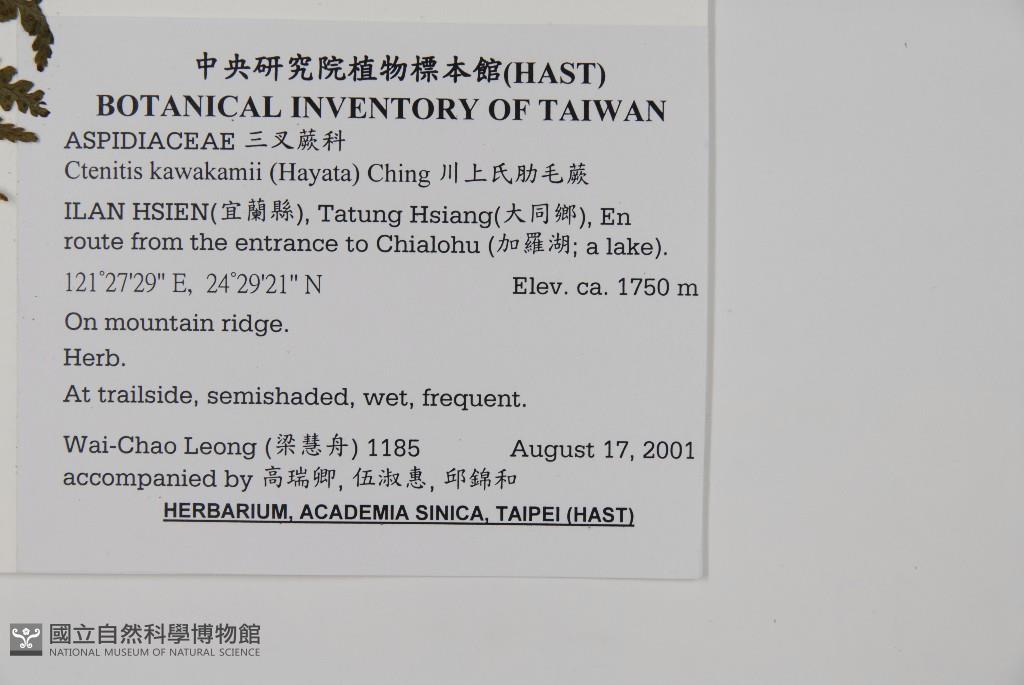 中央研究院植物標本館(HAST)
BOTANICAL INVENTORY OF TAIWAN
ASPIDIACEAE 三叉蕨科
Ctenitis kawakamii (Hayata) Ching 川上氏肋毛蕨
ILAN HSIEN(宜蘭縣), Tatung Hsiang(大同鄉), En
route from the entrance to Chialohu (加羅湖; a lake).
121°27'29" E, 24°29'21" N Elev. ca. 1750 m
On mountain ridge.
Herb.
At trailside, semishaded, wet, frequent.
Wai-Chao Leong (梁慧舟) 1185 August 17, 2001
accompanied by 高瑞卿, 伍淑惠, 邱錦和
HERBARIUM, ACADEMIA SINICA, TAIPEI (HAST)
國立自然科學博物館
NATIONAL MUSEUM OF NATURAL SCIENCE